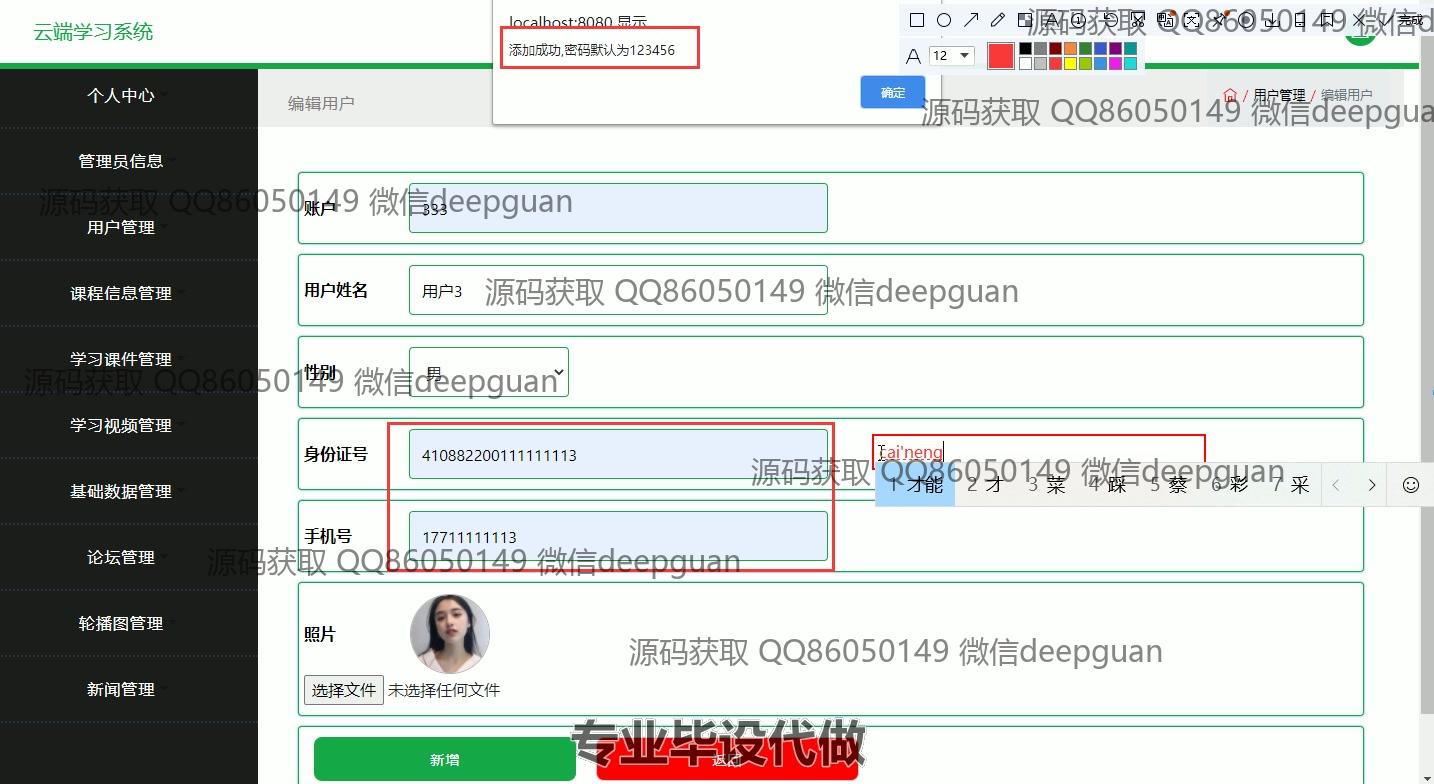 云端学习系统
localhost:8080 显示
添加成功,密码默认为123456
确定
A 12
完成
源码获取 QQ86050149 微信d
编辑用户
/ 用户管理 / 编辑用户
源码获取 QQ86050149 微信deepgua
个人中心
管理员信息
用户管理
课程信息管理
学习课件管理
学习视频管理
基础数据管理
论坛管理
轮播图管理
新闻管理
账户 333
源码获取 QQ86050149 微信deepguan
用户姓名 用户3
源码获取 QQ86050149 微信deepguan
性别 男
源码获取 QQ86050149 微信deepguan
身份证号 410882200111111113
cai'neng
1 才能 2 才 3 菜 4 踩 5 蔡 6 彩 7 采
源码获取 QQ86050149 微信deepguan
手机号 17711111113
源码获取 QQ86050149 微信deepguan
照片
源码获取 QQ86050149 微信deepguan
选择文件 未选择任何文件
专业毕设代做
新增 返回